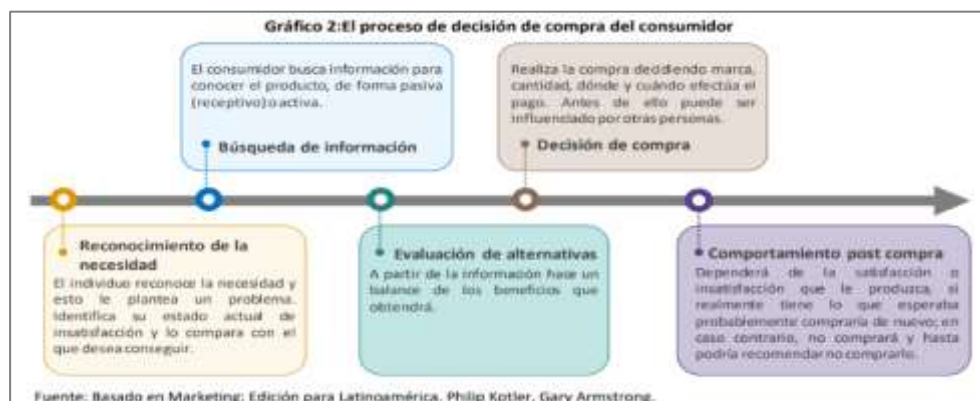 Gráfico 2:El proceso de decisión de compra del consumidor
El consumidor busca información para
conocer el producto, de forma pasiva
(receptivo) o activa.
Búsqueda de información
Realiza la compra decidiendo marca,
cantidad, dónde y cuándo efectúa el
pago. Antes de ello puede ser
influenciado por otras personas.
Decisión de compra
Reconocimiento de la
necesidad
El individuo reconoce la necesidad y
esto le plantea un problema.
Identifica su estado actual de
insatisfacción y lo compara con el
que desea conseguir.
Evaluación de alternativas
A partir de la información hace un
balance de los beneficios que
obtendrá.
Comportamiento post compra
Dependerá de la satisfacción o
insatisfacción que le produzca, si
realmente tiene lo que esperaba
probablemente compraría de nuevo; en
caso contrario, no comprará y hasta
podría recomendar no comprarlo.
Fuente: Basado en Marketing: Edición para Latinoamérica. Philip Kotler, Gary Armstrong.